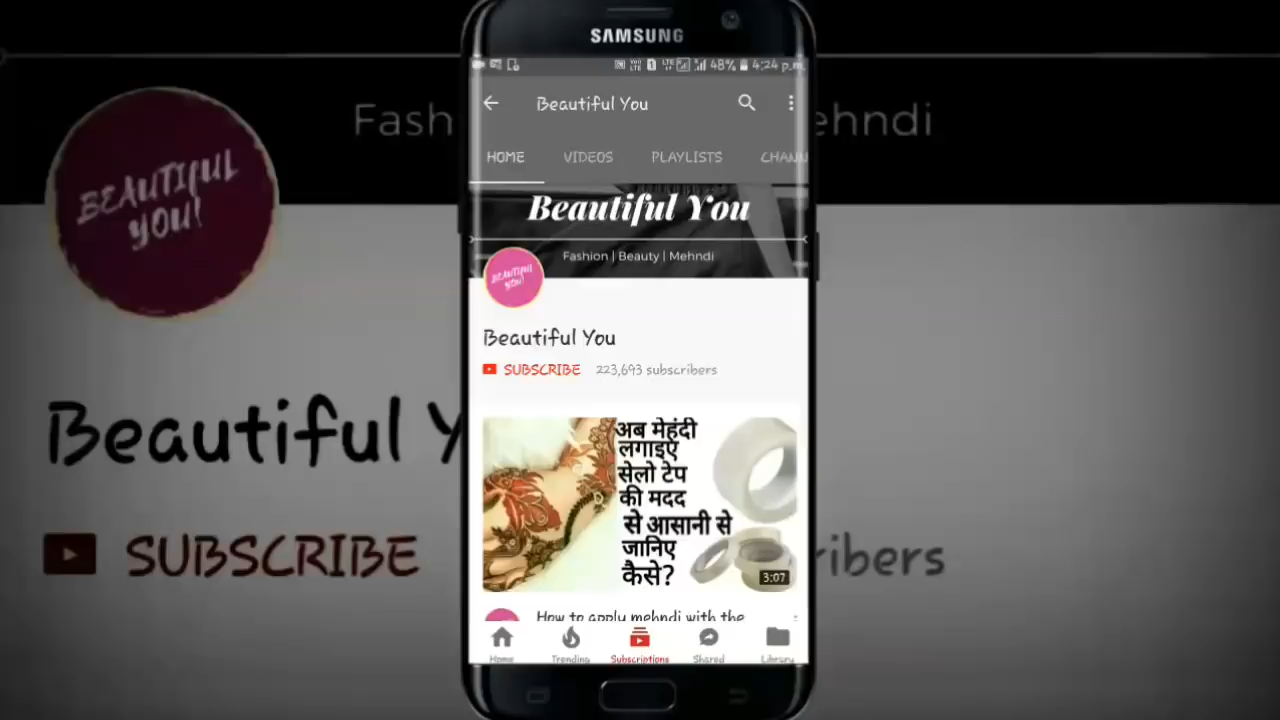 SAMSUNG
LTE 48% 4:24 p.m.
Beautiful You
HOME VIDEOS PLAYLISTS CHANN
Beautiful You
Fashion | Beauty | Mehndi
BEAUTIFUL
YOU!
Beautiful You
SUBSCRIBE 223,693 subscribers
अब मेहंदी
लगाइए
सेलो टेप
की मदद
से आसानी से
जानिए
कैसे?
3:07
How to apply mehndi with the
Home Trending Subscriptions Shared Library
Fash
ehndi
BEAUTIFUL
YOU!
Beautiful Y
SUBSCRIBE
ribers